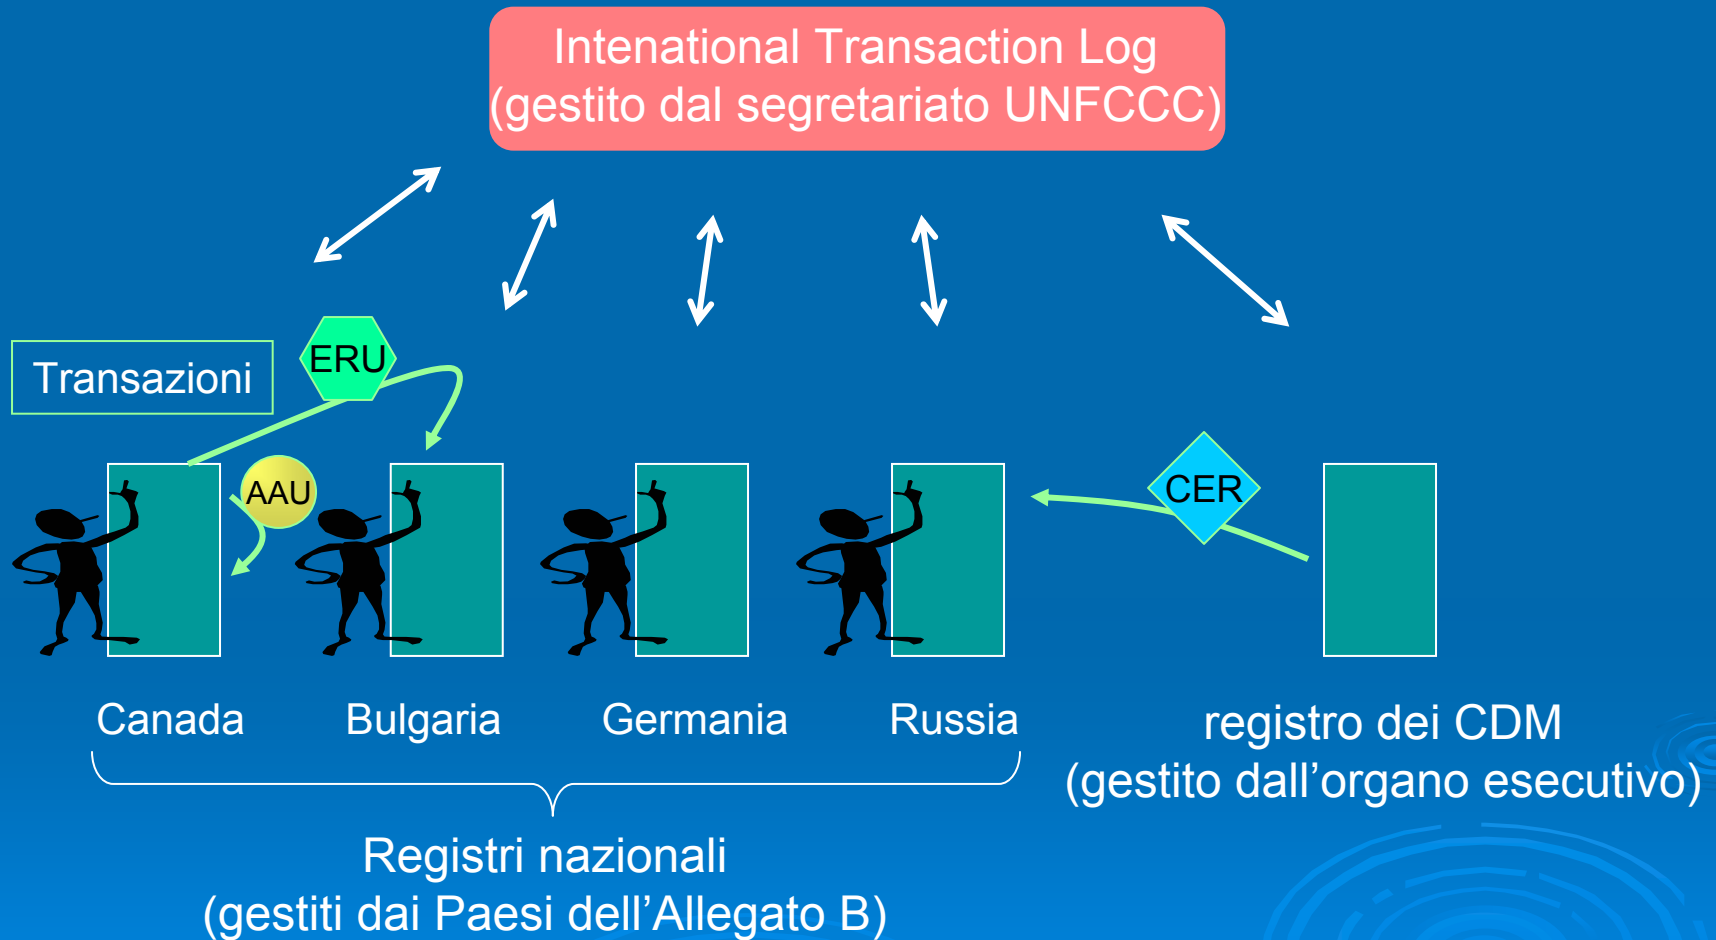 Intenational Transaction Log
(gestito dal segretariato UNFCCC)
Transazioni
ERU
AAU
CER
Canada
Bulgaria
Germania
Russia
registro dei CDM
(gestito dall’organo esecutivo)
Registri nazionali
(gestiti dai Paesi dell’Allegato B)